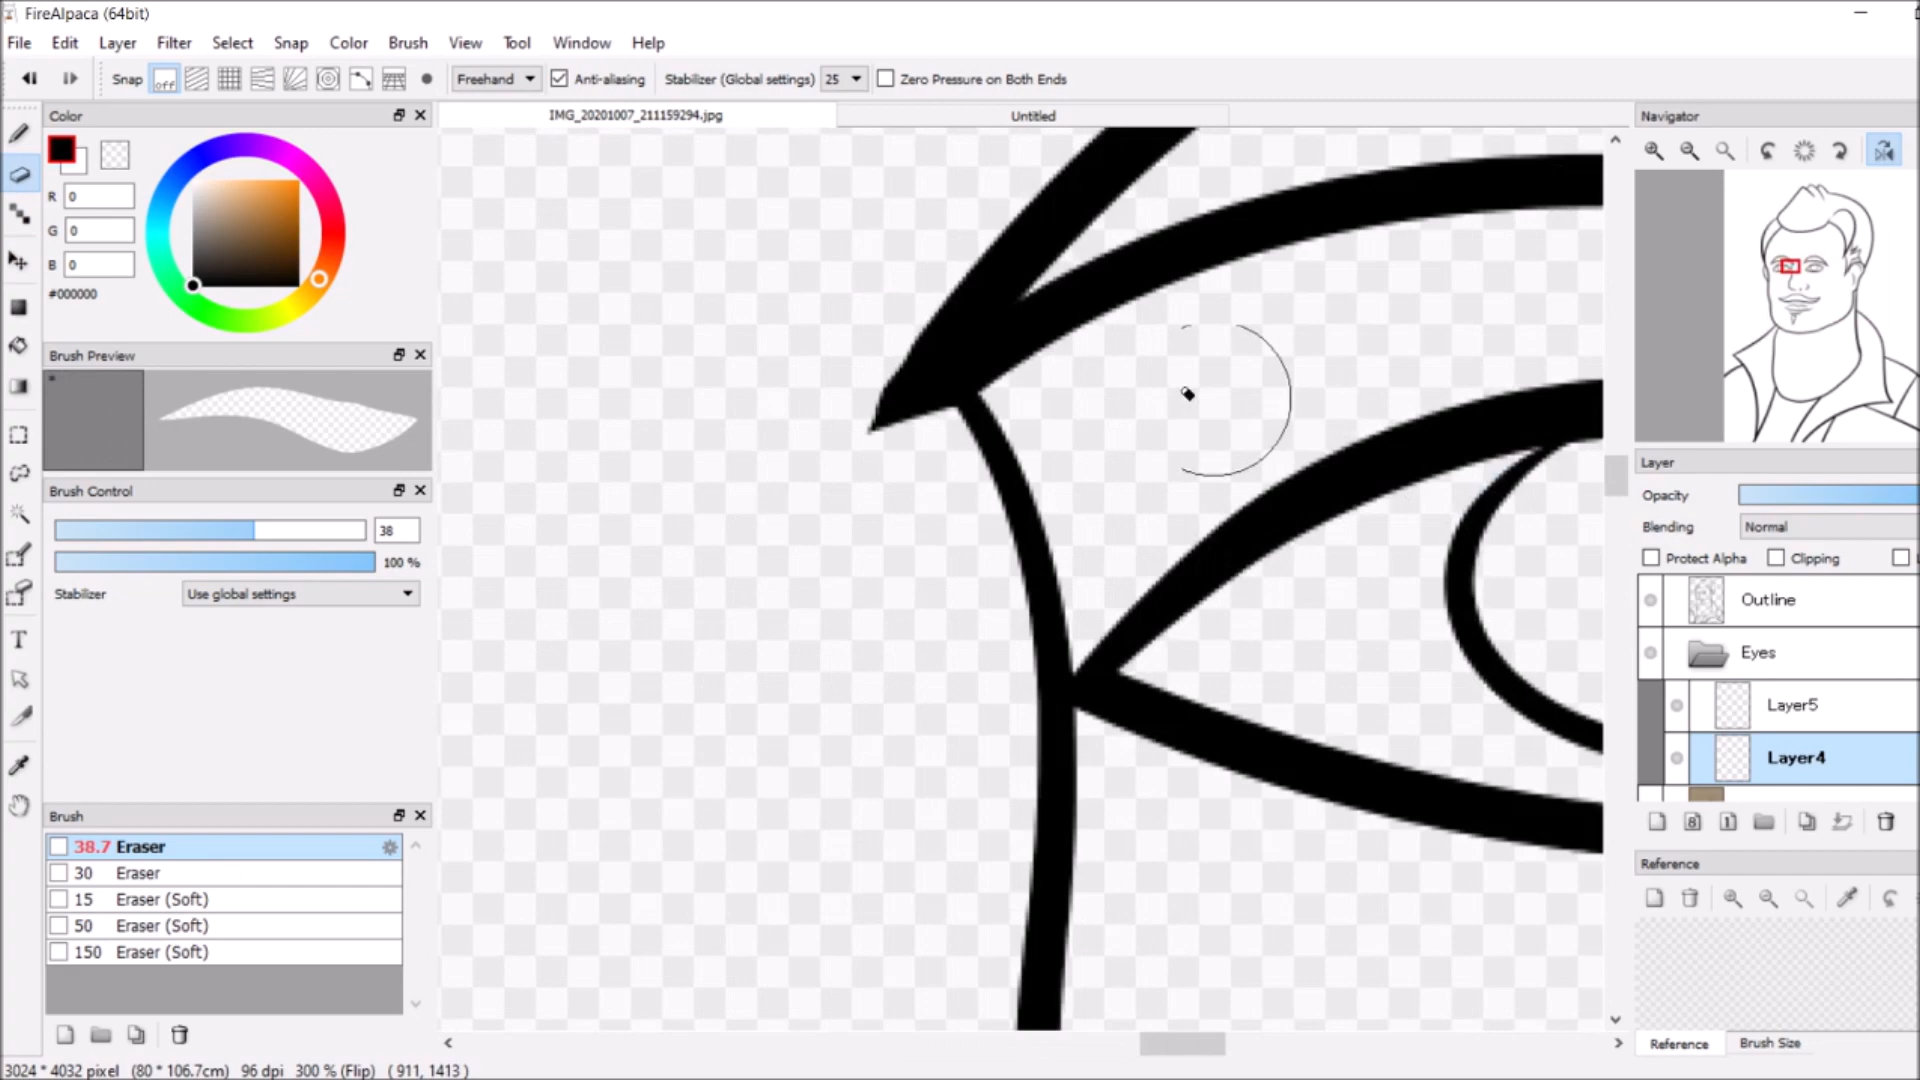 FireAlpaca (64bit)
File Edit Layer Filter Select Snap Color Brush View Tool Window Help
Snap off Freehand Anti-aliasing Stabilizer (Global settings) 25 Zero Pressure on Both Ends
Color
IMG_20201007_211159294.jpg Untitled
Navigator
R 0
G 0
B 0
#000000
Brush Preview
Brush Control
38
100 %
Stabilizer Use global settings
Layer
Opacity
Blending Normal
Protect Alpha Clipping
Outline
Eyes
Layer5
Layer4
8 1
Brush
38.7 Eraser
30 Eraser
15 Eraser (Soft)
50 Eraser (Soft)
150 Eraser (Soft)
Reference
Reference Brush Size
3024 * 4032 pixel (80 * 106.7cm) 96 dpi 300 % (Flip) ( 911, 1413 )